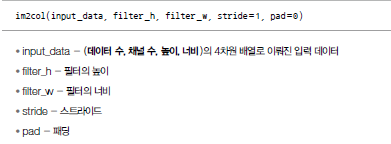 im2col(input_data, filter_h, filter_w, stride=1, pad=0)
• input_data – (데이터 수, 채널 수, 높이, 너비)의 4차원 배열로 이뤄진 입력 데이터
• filter_h – 필터의 높이
• filter_w – 필터의 너비
• stride – 스트라이드
• pad – 패딩